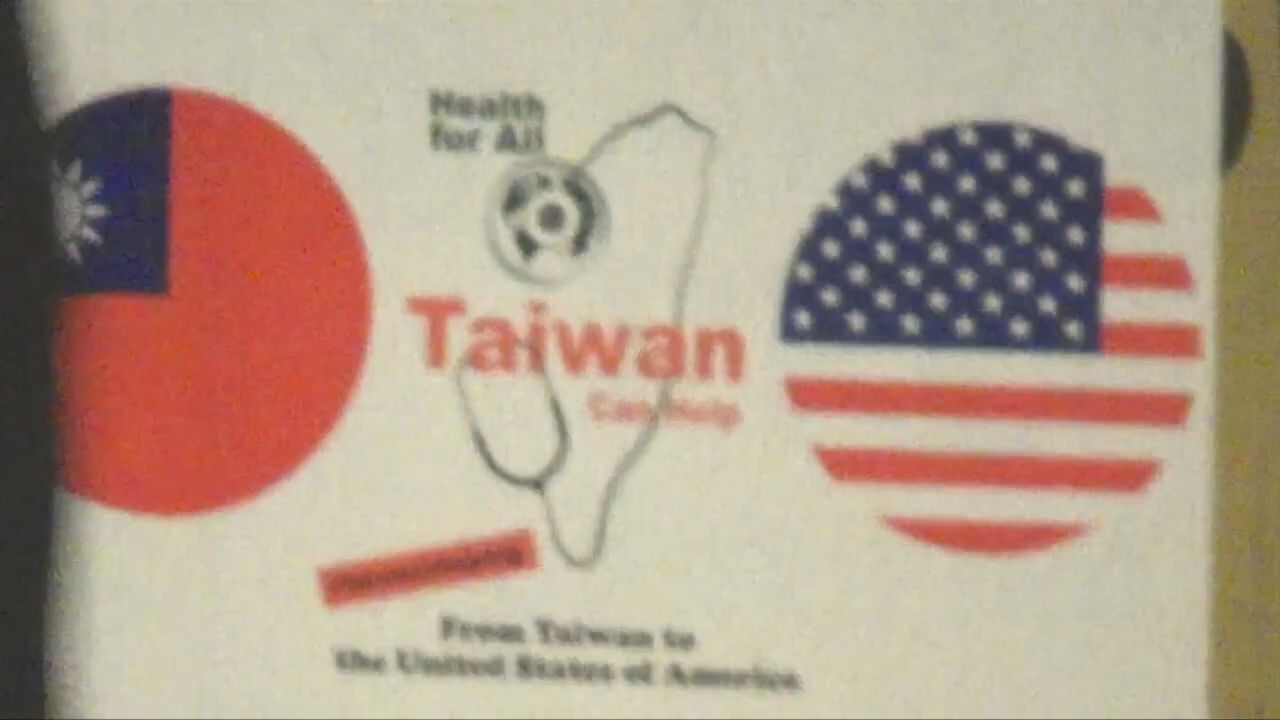 Health
for All
Taiwan
Can Help
From Taiwan to
the United States of America